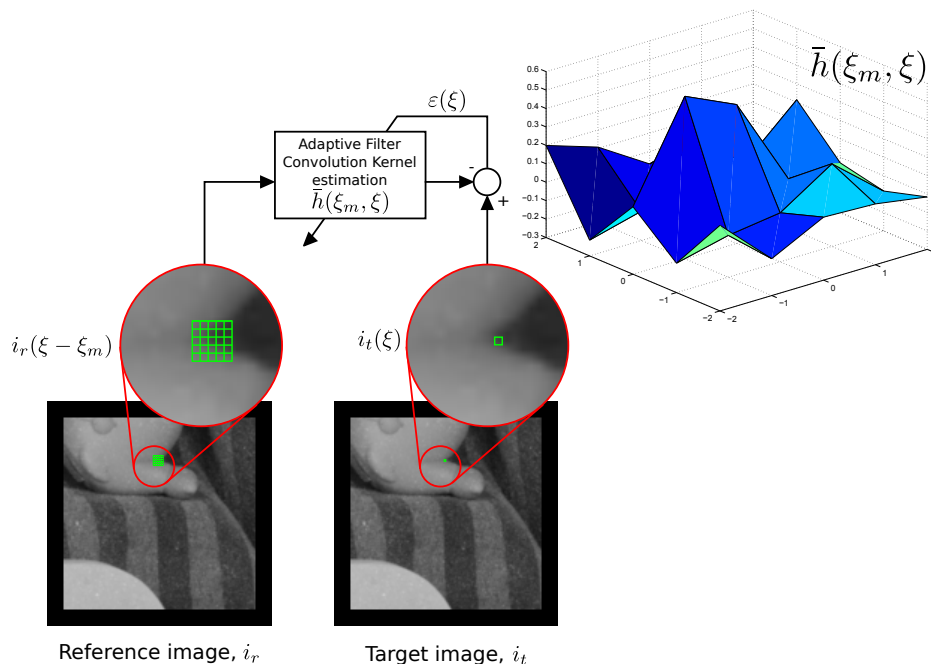 h̄(ξₘ, ξ)
0.6
0.5
0.4
0.3
0.2
0.1
0
−0.1
−0.2
−0.3
2
1
0
−1
−2
−2
−1
0
1
ε(ξ)
Adaptive Filter
Convolution Kernel
estimation
h̄(ξₘ, ξ)
-
+
iᵣ(ξ − ξₘ)
iₜ(ξ)
Reference image, iᵣ
Target image, iₜ